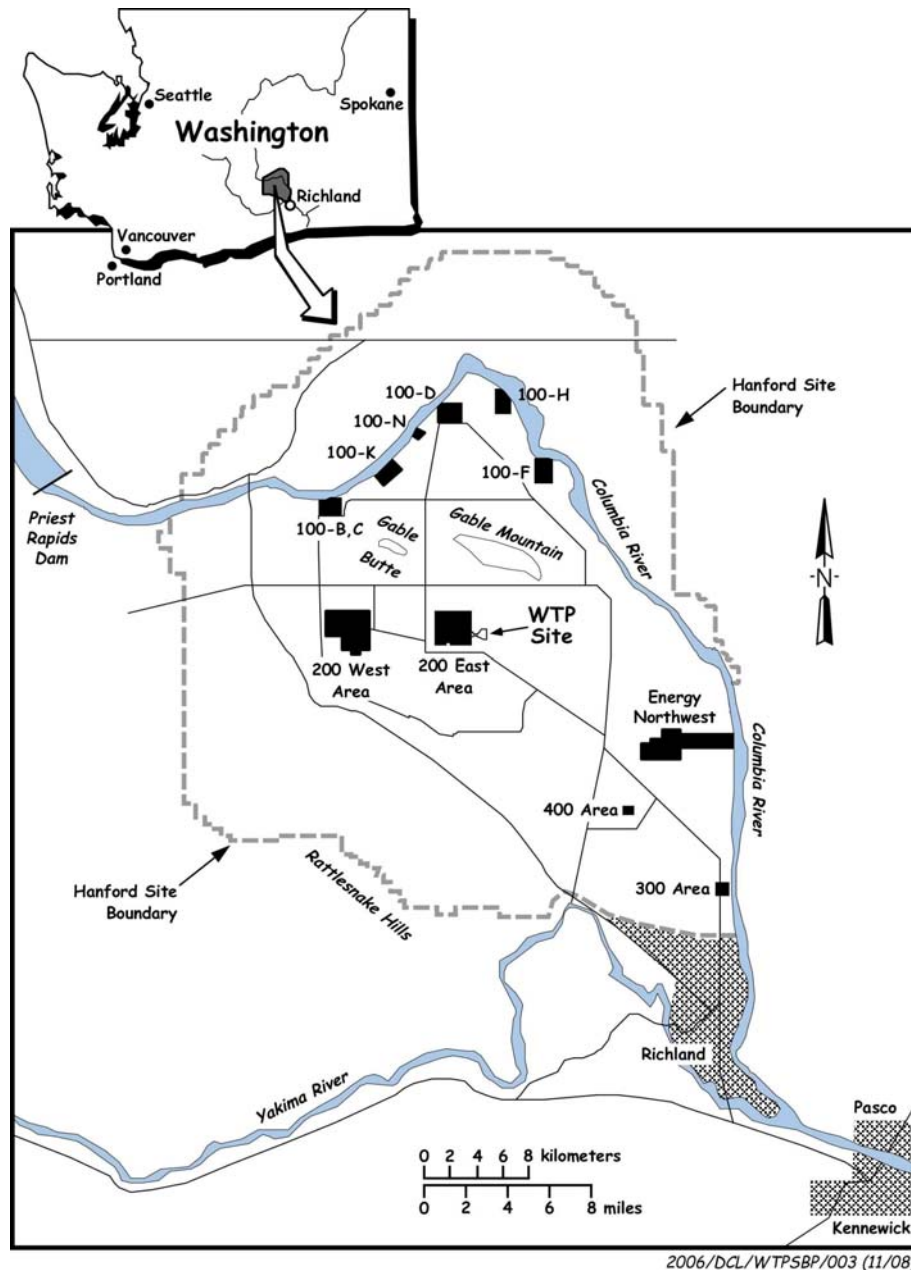 Seattle
Spokane
Washington
Richland
Vancouver
Portland
100-D
100-H
Hanford Site
Boundary
100-N
100-K
100-F
Columbia River
Priest
Rapids
Dam
100-B,C
Gable
Butte
Gable Mountain
-N-
WTP
Site
200 West
Area
200 East
Area
Energy
Northwest
Columbia River
400 Area
300 Area
Hanford Site
Boundary
Rattlesnake Hills
Richland
Yakima River
Pasco
0 2 4 6 8 kilometers
0 2 4 6 8 miles
Kennewick
2006/DCL/WTPSBP/003 (11/08